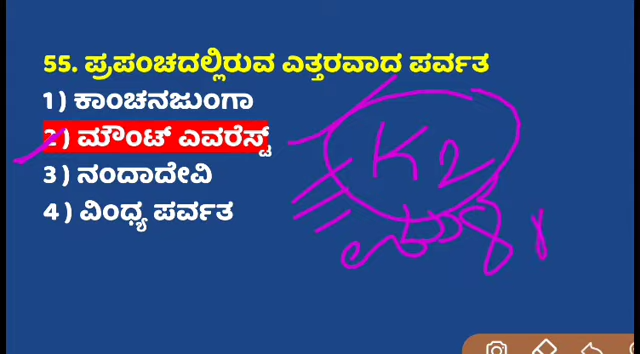 55. ಪ್ರಪಂಚದಲ್ಲಿರುವ ಎತ್ತರವಾದ ಪರ್ವತ
1) ಕಾಂಚನಜುಂಗಾ
2) ಮೌಂಟ್ ಎವರೆಸ್ಟ್
K2
3) ನಂದಾದೇವಿ
4) ವಿಂಧ್ಯ ಪರ್ವತ